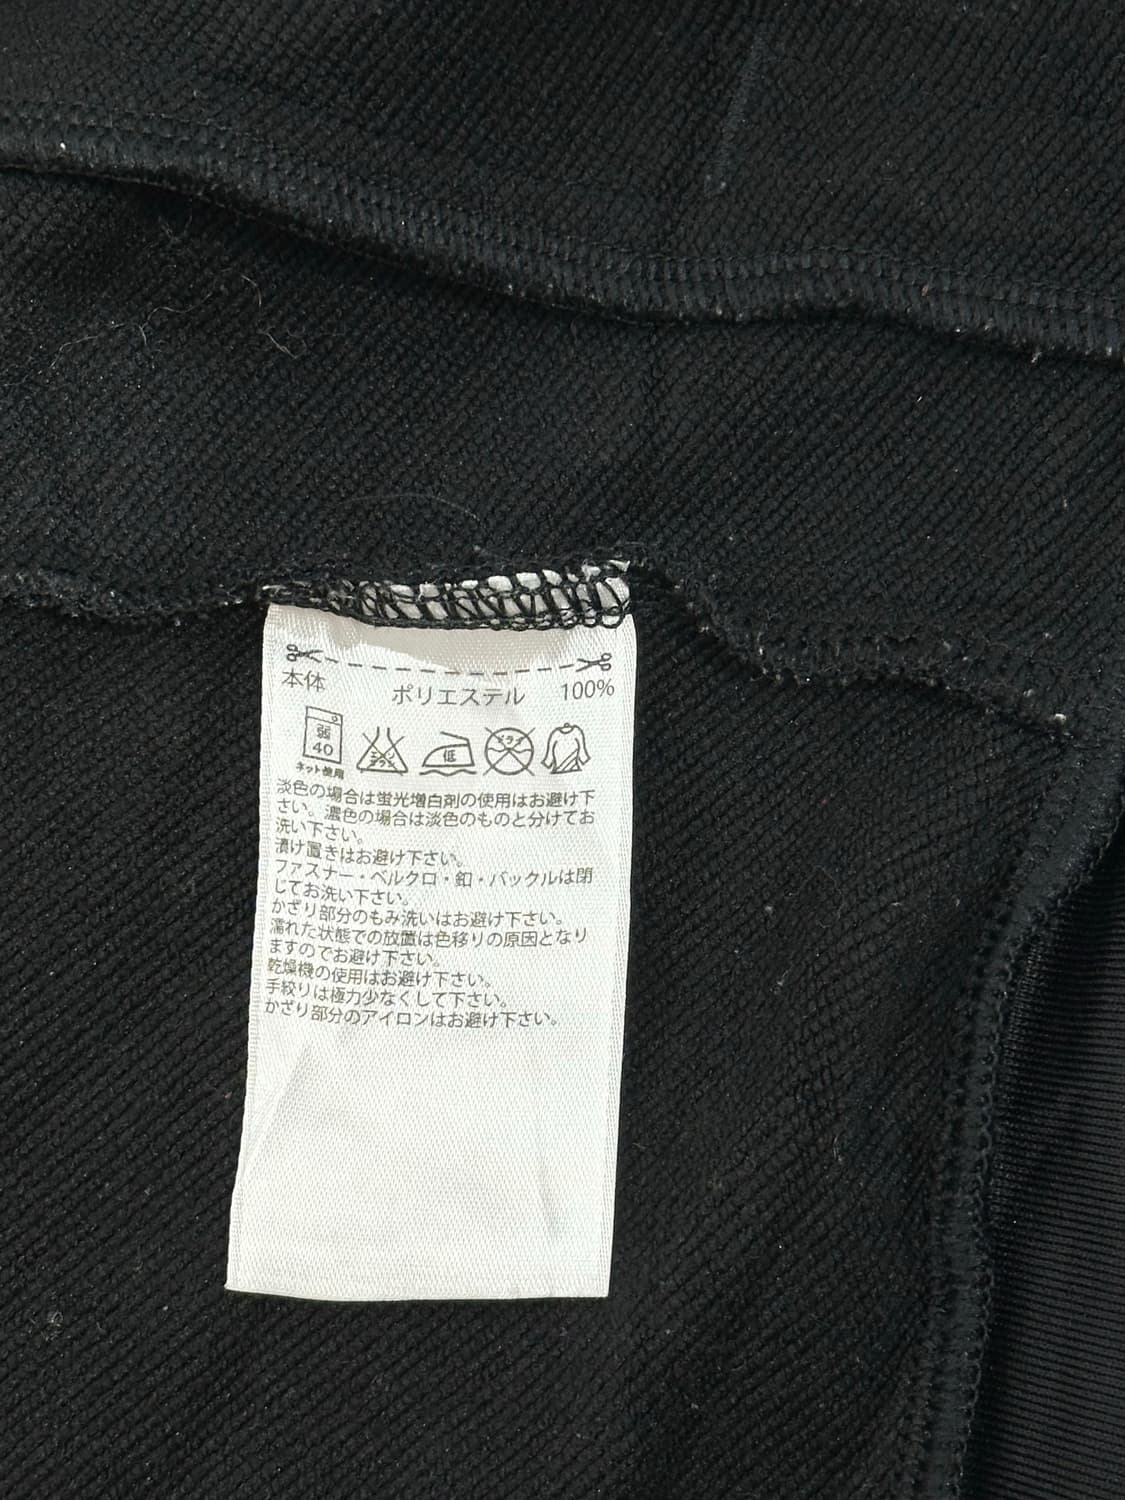 本体 ポリエステル 100%
弱
40
ネット使用
エンソ
低
ドライ
淡色の場合は蛍光増白剤の使用はお避け下
さい。濃色の場合は淡色のものと分けてお
洗い下さい。
漬け置きはお避け下さい。
ファスナー・ベルクロ・釦・バックルは閉
じてお洗い下さい。
かざり部分のもみ洗いはお避け下さい。
濡れた状態での放置は色移りの原因となり
ますのでお避け下さい。
乾燥機の使用はお避け下さい。
手絞りは極力少なくして下さい。
かざり部分のアイロンはお避け下さい。